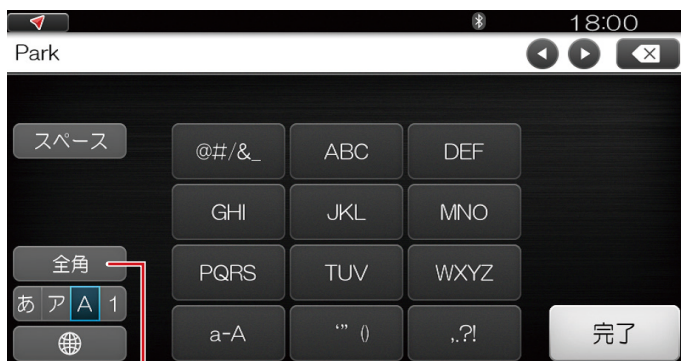 18:00
Park
スペース
@#/&_ ABC DEF
GHI JKL MNO
全角
PQRS TUV WXYZ
あ ア A 1
a-A ‘” () ,.?!
完了